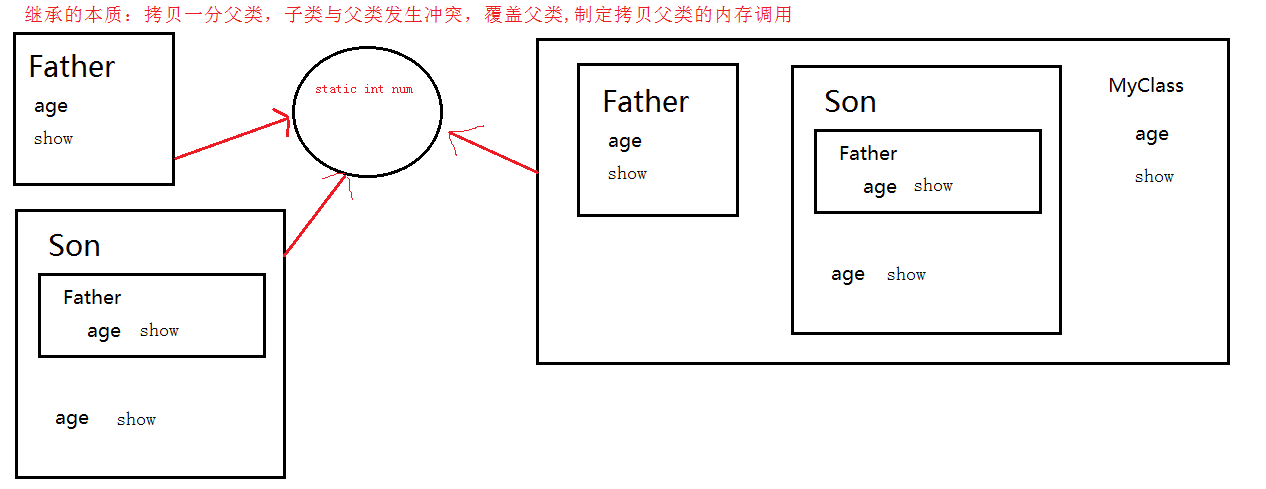 继承的本质：拷贝一分父类，子类与父类发生冲突，覆盖父类,制定拷贝父类的内存调用
Father
age
show
static int num
Son
Father
age show
age show
Father
age
show
Son
Father
age show
age show
MyClass
age
show